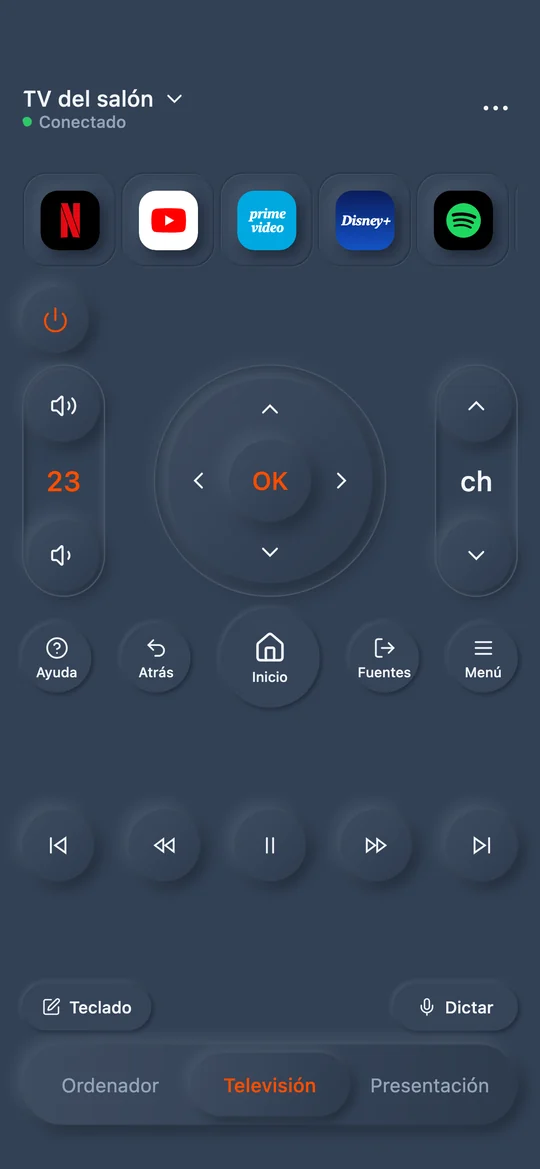 TV del salón
Conectado
prime video
Disney+
23
OK
ch
Ayuda
Atrás
Inicio
Fuentes
Menú
Teclado
Dictar
Ordenador
Televisión
Presentación